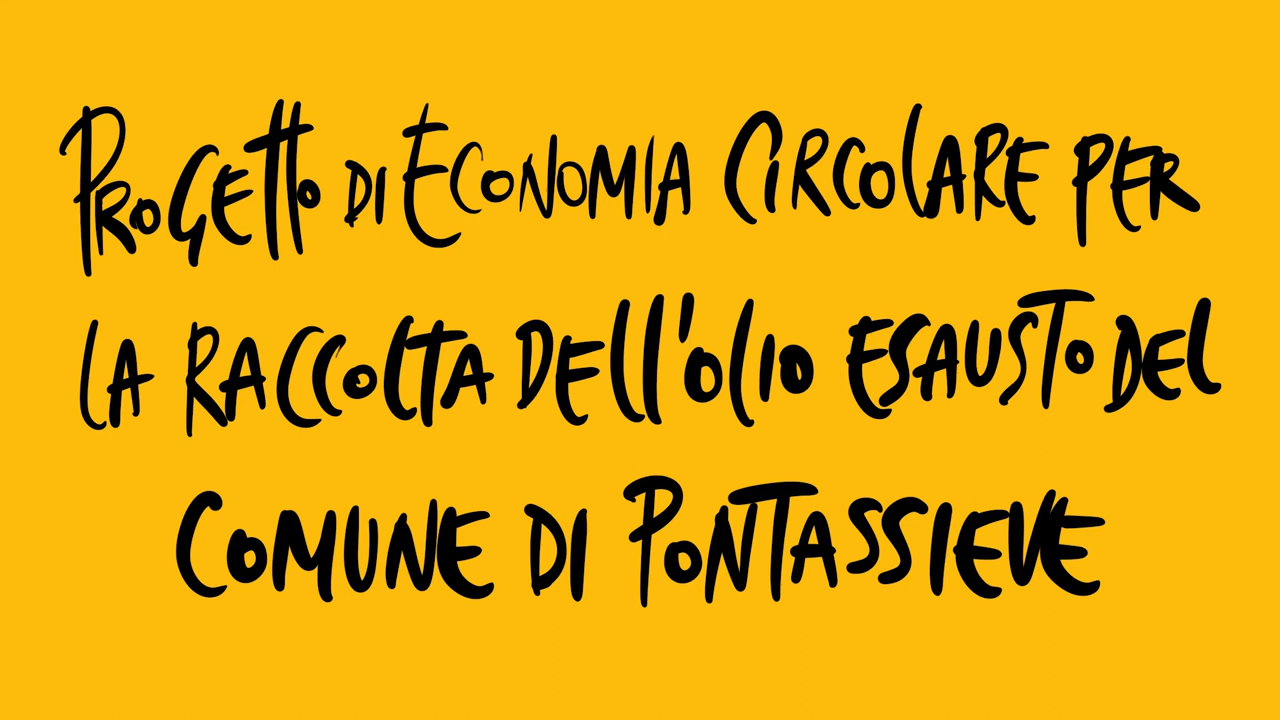 PROGETTO DI ECONOMIA CIRCOLARE PER
LA RACCOLTA DELL'OLIO ESAUSTO DEL
COMUNE DI PONTASSIEVE